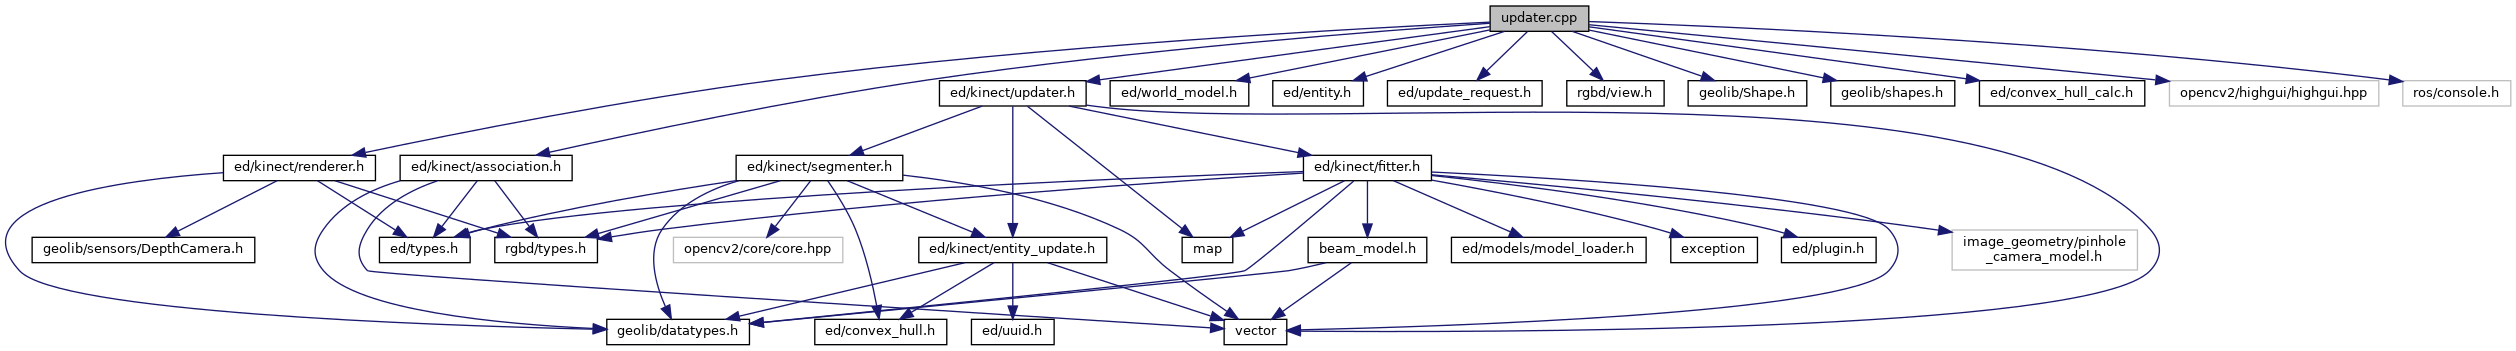 updater.cpp
ed/kinect/updater.h
ed/world_model.h
ed/entity.h
ed/update_request.h
rgbd/view.h
geolib/Shape.h
geolib/shapes.h
ed/convex_hull_calc.h
opencv2/highgui/highgui.hpp
ros/console.h
ed/kinect/renderer.h
ed/kinect/association.h
ed/kinect/segmenter.h
ed/kinect/fitter.h
geolib/sensors/DepthCamera.h
ed/types.h
rgbd/types.h
opencv2/core/core.hpp
ed/kinect/entity_update.h
map
beam_model.h
ed/models/model_loader.h
exception
ed/plugin.h
image_geometry/pinhole
_camera_model.h
geolib/datatypes.h
ed/convex_hull.h
ed/uuid.h
vector